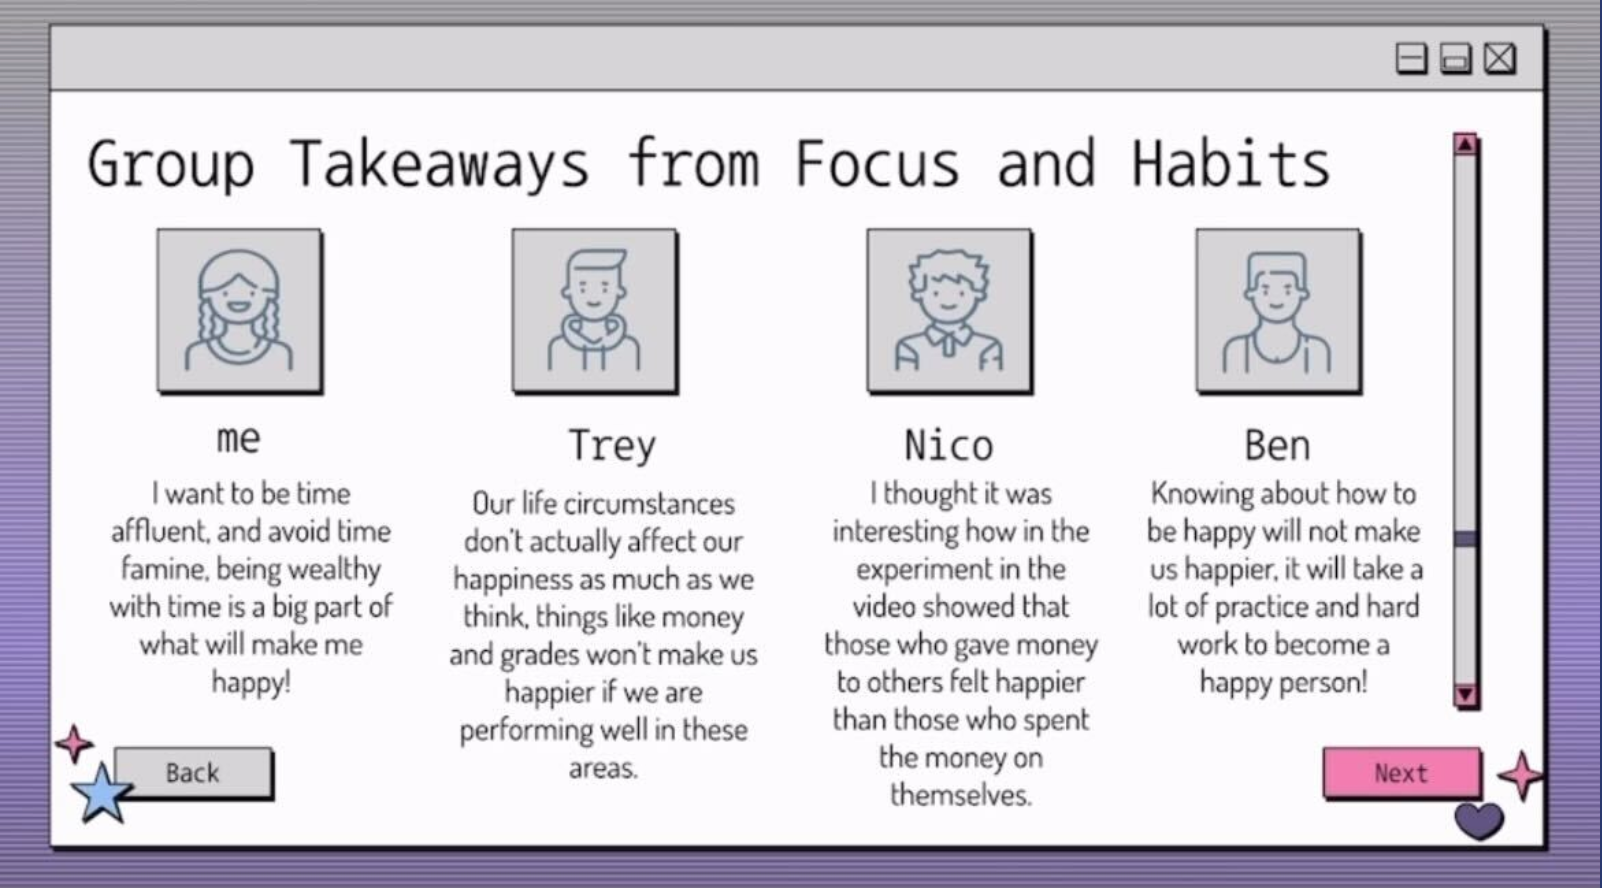 Group Takeaways from Focus and Habits
me
I want to be time
affluent, and avoid time
famine, being wealthy
with time is a big part of
what will make me
happy!
Trey
Our life circumstances
don't actually affect our
happiness as much as we
think, things like money
and grades won't make us
happier if we are
performing well in these
areas.
Nico
I thought it was
interesting how in the
experiment in the
video showed that
those who gave money
to others felt happier
than those who spent
the money on
themselves.
Ben
Knowing about how to
be happy will not make
us happier, it will take a
lot of practice and hard
work to become a
happy person!
Back
Next